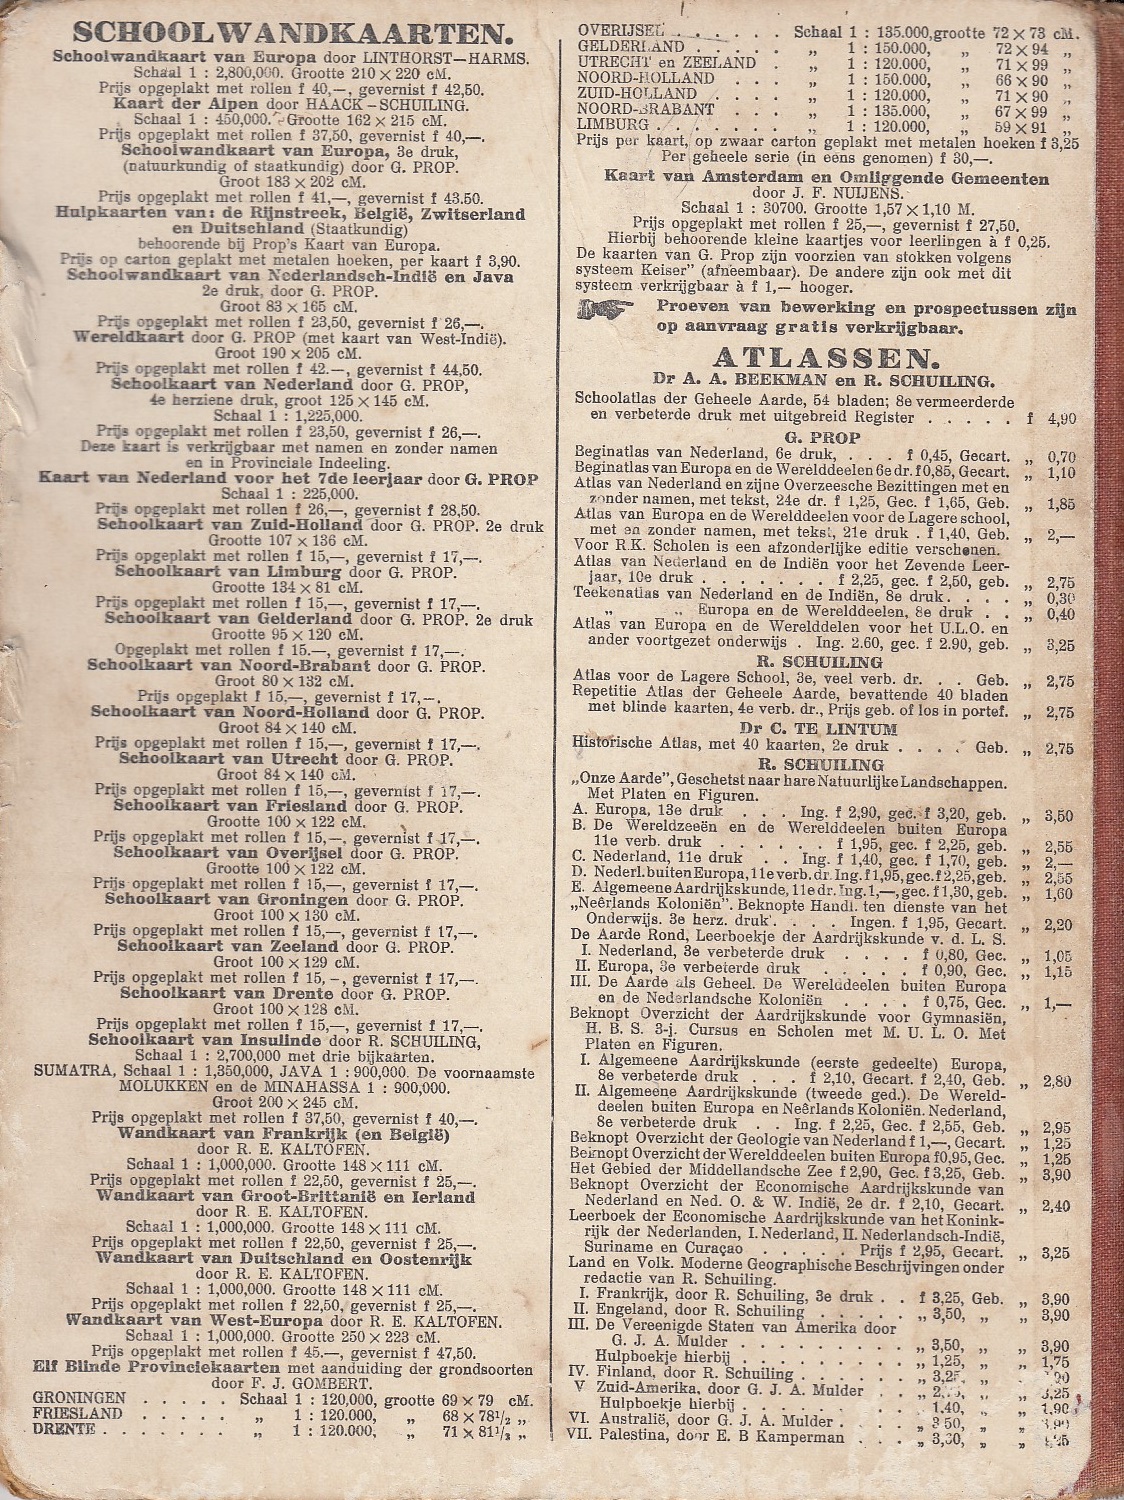 SCHOOLWANDKAARTEN.
Schoolwandkaart van Europa door LINTHORST—HARMS.
Schaal 1 : 2,800,000. Grootte 210 × 220 cM.
Prijs opgeplakt met rollen f 40,—, gevernist f 42,50.
Kaart der Alpen door HAACK – SCHUILING.
Schaal 1 : 450,000. Grootte 162 × 215 cM.
Prijs opgeplakt met rollen f 37,50, gevernist f 40,—.
Schoolwandkaart van Europa, 3e druk,
(natuurkundig of staatkundig) door G. PROP.
Groot 183 × 202 cM.
Prijs opgeplakt met rollen f 41,—, gevernist f 43.50.
Hulpkaarten van: de Rijnstreek, België, Zwitserland
en Duitschland (Staatkundig)
behoorende bij Prop's Kaart van Europa.
Prijs op carton geplakt met metalen hoeken, per kaart f 3,90.
Schoolwandkaart van Nederlandsch-Indië en Java
2e druk, door G. PROP.
Groot 83 × 165 cM.
Prijs opgeplakt met rollen f 23,50, gevernist f 26,—.
Wereldkaart door G. PROP (met kaart van West-Indië).
Groot 190 × 205 cM.
Prijs opgeplakt met rollen f 42.—, gevernist f 44,50.
Schoolkaart van Nederland door G. PROP,
4e herziene druk, groot 125 × 145 cM.
Schaal 1 : 1,225,000.
Prijs opgeplakt met rollen f 23,50, gevernist f 26,—.
Deze kaart is verkrijgbaar met namen en zonder namen
en in Provinciale Indeeling.
Kaart van Nederland voor het 7de leerjaar door G. PROP
Schaal 1 : 225,000.
Prijs opgeplakt met rollen f 26,—, gevernist f 28,50.
Schoolkaart van Zuid-Holland door G. PROP. 2e druk
Grootte 107 × 136 cM.
Prijs opgeplakt met rollen f 15,—, gevernist f 17,—.
Schoolkaart van Limburg door G. PROP.
Grootte 134 × 81 cM.
Prijs opgeplakt met rollen f 15,—, gevernist f 17,—.
Schoolkaart van Gelderland door G. PROP. 2e druk
Grootte 95 × 120 cM.
Opgeplakt met rollen f 15.—, gevernist f 17,—.
Schoolkaart van Noord-Brabant door G. PROP.
Groot 80 × 132 cM.
Prijs opgeplakt f 15,—, gevernist f 17,–.
Schoolkaart van Noord-Holland door G. PROP.
Groot 84 × 140 cM.
Prijs opgeplakt met rollen f 15,—, gevernist f 17,—.
Schoolkaart van Utrecht door G. PROP.
Groot 84 × 140 cM.
Prijs opgeplakt met rollen f 15,—, gevernist f 17,—.
Schoolkaart van Friesland door G. PROP.
Grootte 100 × 122 cM.
Prijs opgeplakt met rollen f 15,—, gevernist f 17,—.
Schoolkaart van Overijsel door G. PROP.
Grootte 100 × 122 cM.
Prijs opgeplakt met rollen f 15,—, gevernist f 17,—.
Schoolkaart van Groningen door G. PROP.
Groot 100 × 130 cM.
Prijs opgeplakt met rollen f 15,—, gevernist f 17,—.
Schoolkaart van Zeeland door G. PROP.
Groot 100 × 129 cM.
Prijs opgeplakt met rollen f 15, -, gevernist f 17,—.
Schoolkaart van Drente door G. PROP.
Groot 100 × 128 cM.
Prijs opgeplakt met rollen f 15,—, gevernist f 17,—.
Schoolkaart van Insulinde door R. SCHUILING,
Schaal 1 : 2,700,000 met drie bijkaarten.
SUMATRA, Schaal 1 : 1,350,000, JAVA 1 : 900,000. De voornaamste
MOLUKKEN en de MINAHASSA 1 : 900,000.
Groot 200 × 245 cM.
Prijs opgeplakt met rollen f 37,50, gevernist f 40,—.
Wandkaart van Frankrijk (en België)
door R. E. KALTOFEN.
Schaal 1 : 1,000,000. Grootte 148 × 111 cM.
Prijs opgeplakt met rollen f 22,50, gevernist f 25,—.
Wandkaart van Groot-Brittanië en Ierland
door R. E. KALTOFEN.
Schaal 1 : 1,000,000. Grootte 148 × 111 cM.
Prijs opgeplakt met rollen f 22,50, gevernist f 25,—.
Wandkaart van Duitschland en Oostenrijk
door R. E. KALTOFEN.
Schaal 1 : 1,000,000. Grootte 148 × 111 cM.
Prijs opgeplakt met rollen f 22,50, gevernist f 25,—.
Wandkaart van West-Europa door R. E. KALTOFEN.
Schaal 1 : 1,000,000. Grootte 250 × 223 cM.
Prijs opgeplakt met rollen f 45.—, gevernist f 47,50.
Elf Blinde Provinciekaarten met aanduiding der grondsoorten
door F. J. GOMBERT.
GRONINGEN . . . . . Schaal 1 : 120,000, grootte 69 × 79 cM.
FRIESLAND . . . . . „ 1 : 120.000, „ 68 × 78½ „
DRENTE . . . . . . . „ 1 : 120.000, „ 71 × 81½ „
OVERIJSEL . . . . . . Schaal 1 : 135.000, grootte 72 × 73 cM.
GELDERLAND . . . . . „ 1 : 150.000, „ 72 × 94 „
UTRECHT en ZEELAND . „ 1 : 120.000, „ 71 × 99 „
NOORD-HOLLAND . . . „ 1 : 150.000, „ 66 × 90 „
ZUID-HOLLAND . . . . „ 1 : 120.000, „ 71 × 90 „
NOORD-BRABANT . . . „ 1 : 135.000, „ 67 × 99 „
LIMBURG . . . . . . . „ 1 : 120.000, „ 59 × 91 „
Prijs per kaart, op zwaar carton geplakt met metalen hoeken f 3,25
Per geheele serie (in eens genomen) f 30,—.
Kaart van Amsterdam en Omliggende Gemeenten
door J. F. NUIJENS.
Schaal 1 : 30700. Grootte 1,57 × 1,10 M.
Prijs opgeplakt met rollen f 25,—, gevernist f 27,50.
Hierbij behoorende kleine kaartjes voor leerlingen à f 0,25.
De kaarten van G. Prop zijn voorzien van stokken volgens
systeem Keiser" (afneembaar). De andere zijn ook met dit
systeem verkrijgbaar à f 1,— hooger.
Proeven van bewerking en prospectussen zijn
op aanvraag gratis verkrijgbaar.
ATLASSEN.
Dr A. A. BEEKMAN en R. SCHUILING.
Schoolatlas der Geheele Aarde, 54 bladen; 8e vermeerderde
en verbeterde druk met uitgebreid Register . . . . . f 4,90
G. PROP
Beginatlas van Nederland, 6e druk, . . . f 0,45, Gecart. „ 0,70
Beginatlas van Europa en de Werelddeelen 6e dr. f 0,85, Gecart. „ 1,10
Atlas van Nederland en zijne Overzeesche Bezittingen met en
zonder namen, met tekst, 24e dr. f 1,25, Gec. f 1,65, Geb. „ 1,85
Atlas van Europa en de Werelddeelen voor de Lagere school,
met en zonder namen, met tekst, 21e druk . f 1,40, Geb. „ 2,—
Voor R.K. Scholen is een afzonderlijke editie verschenen.
Atlas van Nederland en de Indiën voor het Zevende Leer-
jaar, 10e druk . . . . . . . f 2,25, gec. f 2,50, geb. „ 2,75
Teekenatlas van Nederland en de Indiën, 8e druk. . . . „ 0,30
„ „ Europa en de Werelddeelen, 8e druk . . „ 0,40
Atlas van Europa en de Werelddelen voor het U.L.O. en
ander voortgezet onderwijs . Ing. 2.60, gec. f 2.90, geb. „ 3,25
R. SCHUILING
Atlas voor de Lagere School, 3e, veel verb. dr. . . Geb. „ 2,75
Repetitie Atlas der Geheele Aarde, bevattende 40 bladen
met blinde kaarten, 4e verb. dr., Prijs geb. of los in portef. „ 2,75
Dr C. TE LINTUM
Historische Atlas, met 40 kaarten, 2e druk . . . . Geb. „ 2,75
R. SCHUILING
„Onze Aarde", Geschetst naar hare Natuurlijke Landschappen.
Met Platen en Figuren.
A. Europa, 13e druk . . . Ing. f 2,90, gec. f 3,20, geb. „ 3,50
B. De Wereldzeeën en de Werelddeelen buiten Europa
11e verb. druk . . . . . . f 1,95, gec. f 2,25, geb. „ 2,55
C. Nederland, 11e druk . . Ing. f 1,40, gec. f 1,70, geb. „ 2,—
D. Nederl. buiten Europa, 11e verb. dr. Ing. f 1,95, gec. f 2,25, geb. „ 2,55
E. Algemeene Aardrijkskunde, 11e dr. Ing. 1,—, gec. f 1,30, geb. „ 1,60
„Neêrlands Koloniën". Beknopte Handl. ten dienste van het
Onderwijs. 3e herz. druk. . . . . Ingen. f 1,95, Gecart. „ 2,20
De Aarde Rond, Leerboekje der Aardrijkskunde v. d. L. S.
I. Nederland, 3e verbeterde druk . . . . f 0,80, Gec. „ 1,05
II. Europa, 3e verbeterde druk . . . . . f 0,90, Gec. „ 1,15
III. De Aarde als Geheel. De Werelddeelen buiten Europa
en de Nederlandsche Koloniën . . . . f 0,75, Gec. „ 1,—
Beknopt Overzicht der Aardrijkskunde voor Gymnasiën,
H. B. S. 3-j. Cursus en Scholen met M. U. L. O. Met
Platen en Figuren.
I. Algemeene Aardrijkskunde (eerste gedeelte) Europa,
8e verbeterde druk . . . f 2,10, Gecart. f 2,40, Geb. „ 2,80
II. Algemeene Aardrijkskunde (tweede ged.). De Wereld-
deelen buiten Europa en Neêrlands Koloniën. Nederland,
8e verbeterde druk . . Ing. f 2,25, Gec. f 2,55, Geb. „ 2,95
Beknopt Overzicht der Geologie van Nederland f 1,—, Gecart. „ 1,25
Beknopt Overzicht der Werelddeelen buiten Europa f 0,95, Gec. „ 1,25
Het Gebied der Middellandsche Zee f 2,90, Gec. f 3,25, Geb. „ 3,90
Beknopt Overzicht der Economische Aardrijkskunde van
Nederland en Ned. O. & W. Indië, 2e dr. f 2,10, Gecart. „ 2,40
Leerboek der Economische Aardrijkskunde van het Konink-
rijk der Nederlanden, I. Nederland, II. Nederlandsch-Indië,
Suriname en Curaçao . . . . . Prijs f 2,95, Gecart. „ 3,25
Land en Volk. Moderne Geographische Beschrijvingen onder
redactie van R. Schuiling.
I. Frankrijk, door R. Schuiling, 3e druk . . f 3,25, Geb. „ 3,90
II. Engeland, door R. Schuiling . . . . . „ 3,50, „ „ 3,90
III. De Vereenigde Staten van Amerika door
G. J. A. Mulder . . . . . . . . . „ 3,50, „ „ 3,90
Hulpboekje hierbij . . . . . . . . . „ 1,25, „ „ 1,75
IV. Finland, door R. Schuiling . . . . . . „ 3,25, „
V Zuid-Amerika, door G. J. A. Mulder . . „ „ „ 3,25
Hulpboekje hierbij . . . . . . . . . 1,40, „ „ 1,90
VI. Australië, door G. J. A. Mulder . . . . „ 3 50, „ „
VII. Palestina, door E. B Kamperman . . . „ 3,30, „ „